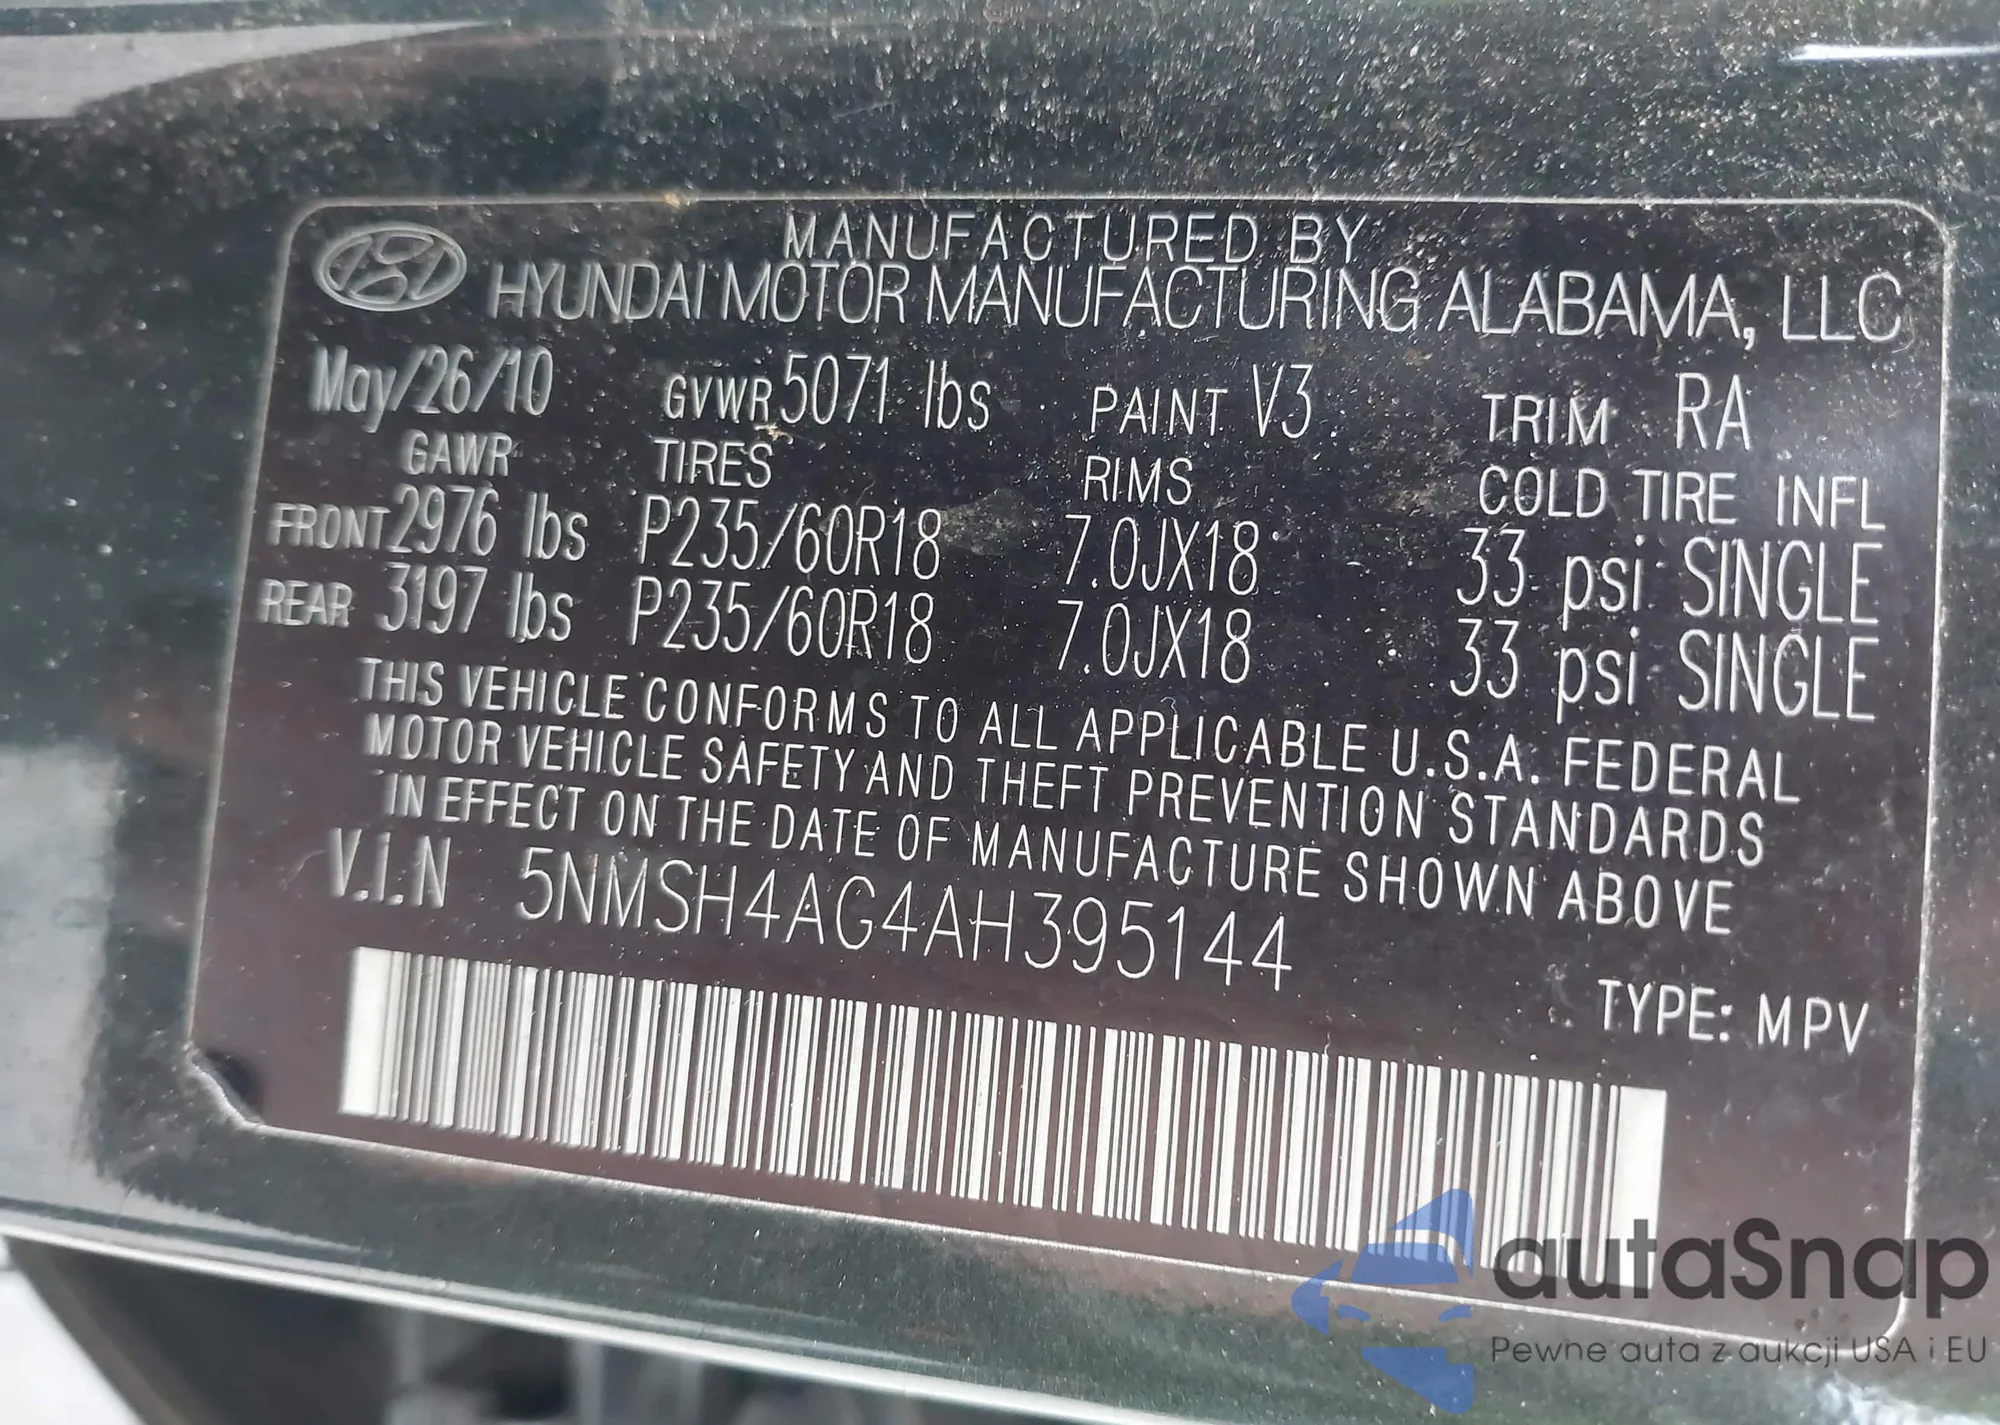 MANUFACTURED BY
HYUNDAI MOTOR MANUFACTURING ALABAMA, LLC
May/26/10 GVWR 5071 lbs PAINT V3 TRIM RA
GAWR TIRES RIMS COLD TIRE INFL
FRONT 2976 lbs P235/60R18 7.0JX18 33 psi SINGLE
REAR 3197 lbs P235/60R18 7.0JX18 33 psi SINGLE
THIS VEHICLE CONFORMS TO ALL APPLICABLE U.S.A. FEDERAL
MOTOR VEHICLE SAFETY AND THEFT PREVENTION STANDARDS
IN EFFECT ON THE DATE OF MANUFACTURE SHOWN ABOVE
V.I.N 5NMSH4AG4AH395144
TYPE: MPV
autaSnap
Pewne auta z aukcji USA i EU